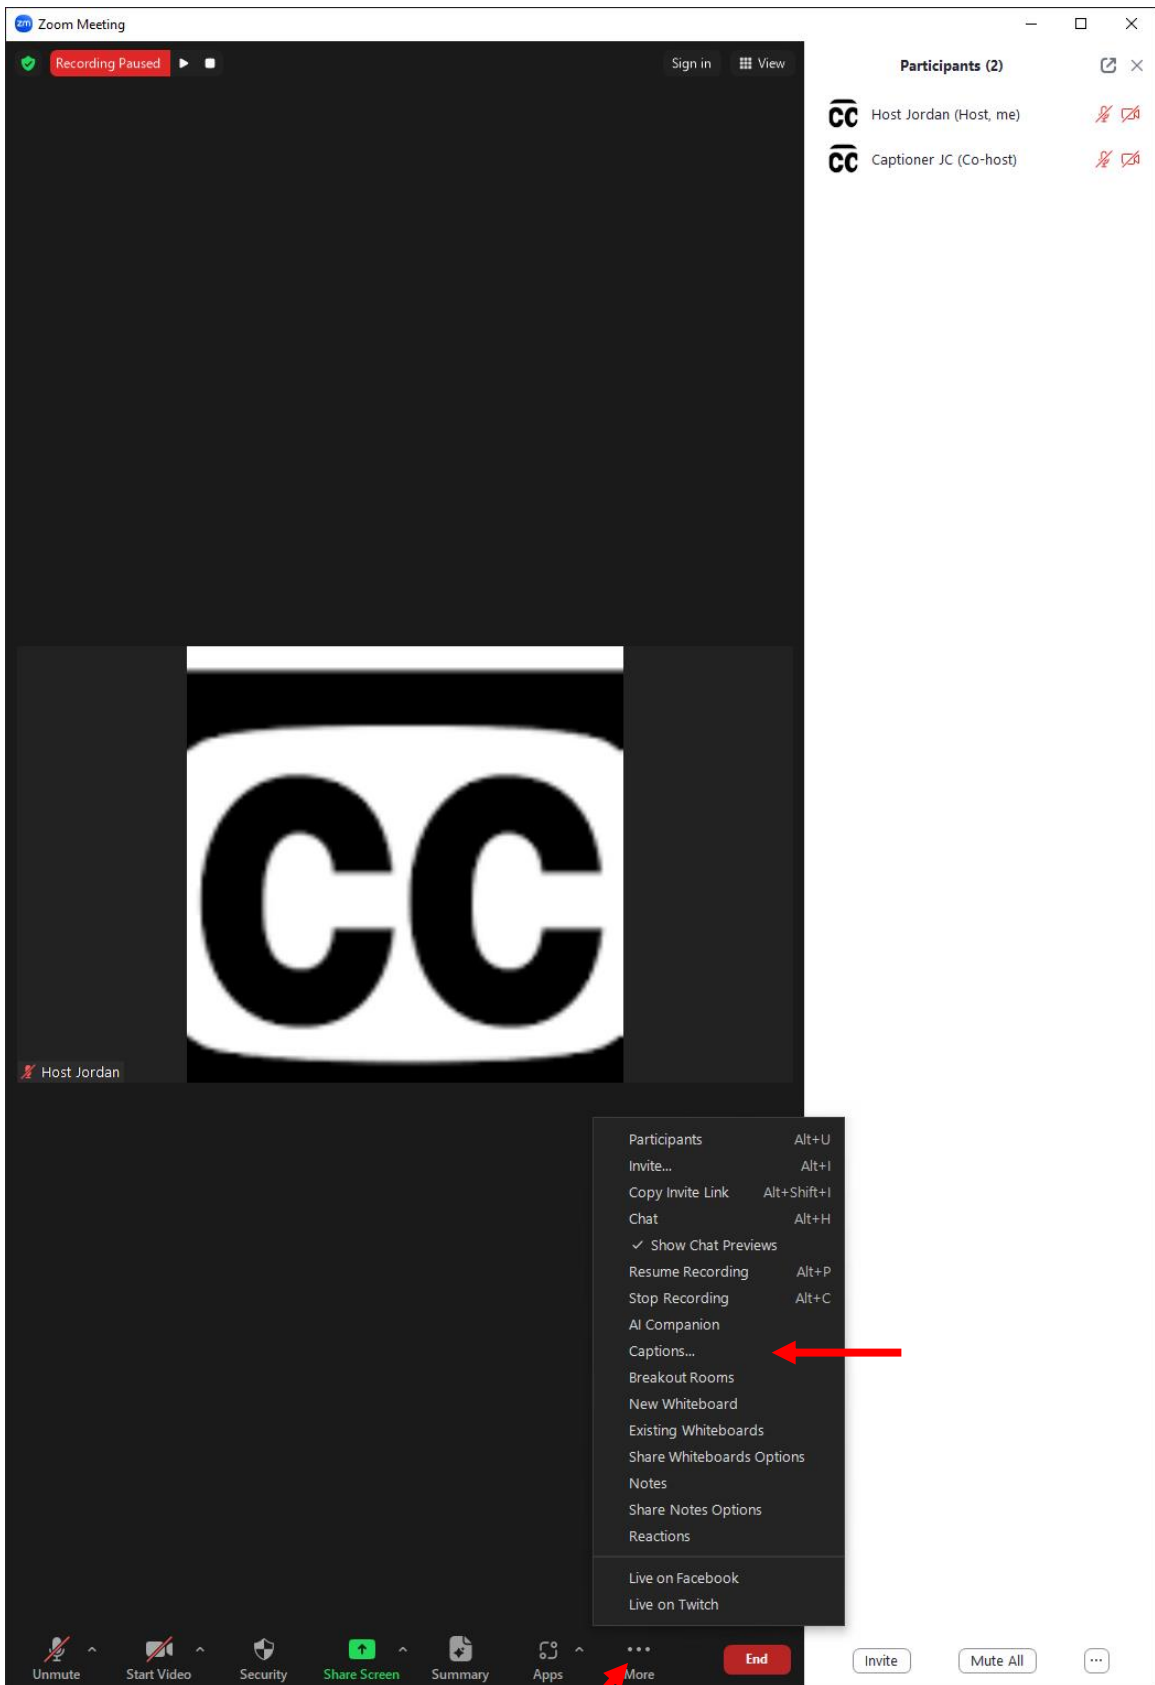 zm Zoom Meeting
Recording Paused
Sign in
View
Participants (2)
CC Host Jordan (Host, me)
CC Captioner JC (Co-host)
CC
Host Jordan
Participants Alt+U
Invite... Alt+I
Copy Invite Link Alt+Shift+I
Chat Alt+H
Show Chat Previews
Resume Recording Alt+P
Stop Recording Alt+C
AI Companion
Captions...
Breakout Rooms
New Whiteboard
Existing Whiteboards
Share Whiteboards Options
Notes
Share Notes Options
Reactions
Live on Facebook
Live on Twitch
Unmute Start Video Security Share Screen Summary Apps More End
Invite Mute All